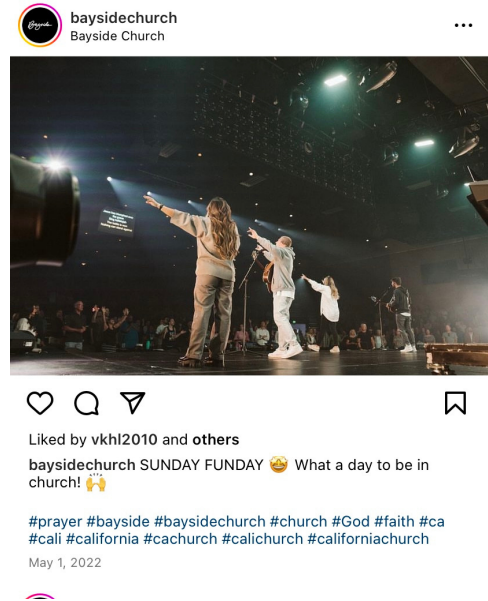 Bayside
baysidechurch
Bayside Church
Liked by vkhl2010 and others
baysidechurch SUNDAY FUNDAY 🤩 What a day to be in
church! 🙌
#prayer #bayside #baysidechurch #church #God #faith #ca
#cali #california #cachurch #calichurch #californiachurch
May 1, 2022